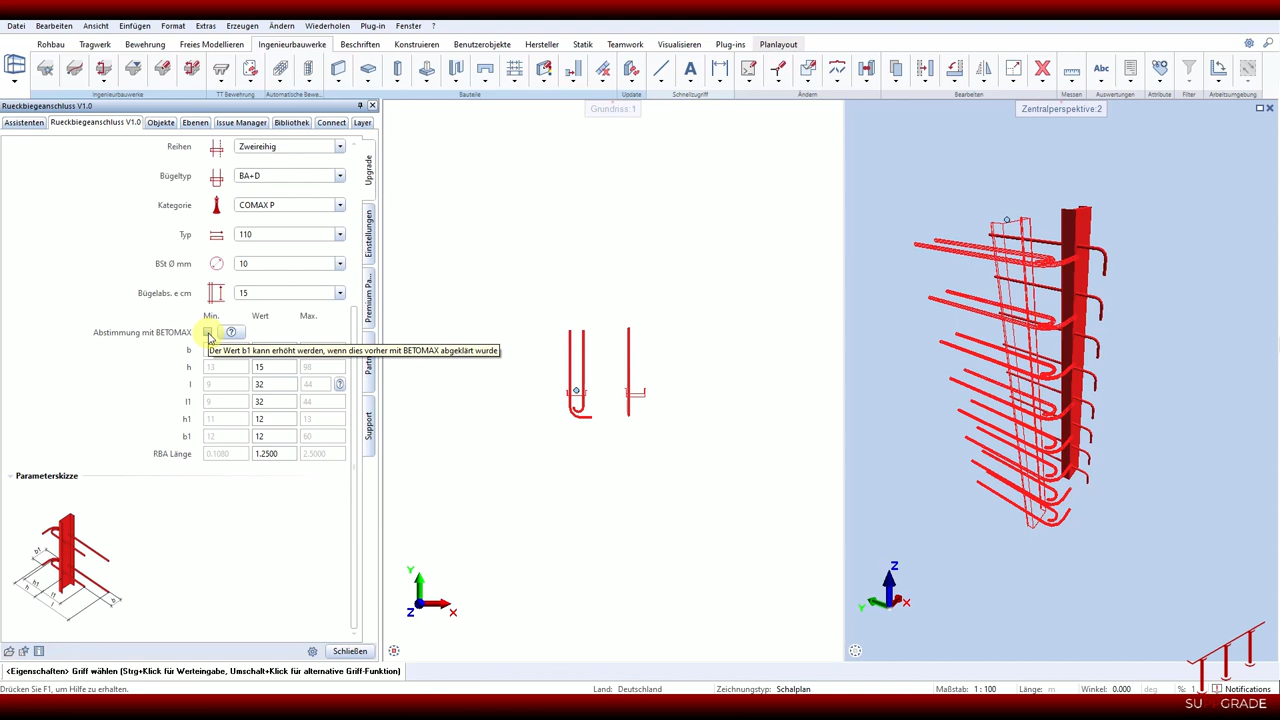 Datei Bearbeiten Ansicht Einfügen Format Extras Erzeugen Ändern Wiederholen Plug-in Fenster ?
Rohbau Tragwerk Bewehrung Freies Modellieren Ingenieurbauwerke Beschriften Konstruieren Benutzerobjekte Hersteller Statik Teamwork Visualisieren Plug-ins Planlayout
Abc
Ingenieurbauwerke TT Bewehrung Automatische Bewe... Bauteile Update Schnellzugriff Ändern Bearbeiten Messen Auswertungen Attribute Filter Arbeitsumgebung
Rueckbiegeanschluss V1.0
Grundriss:1
Zentralperspektive:2
Assistenten Rueckbiegeanschluss V1.0 Objekte Ebenen Issue Manager Bibliothek Connect Layer
Reihen Zweireihig
Bügeltyp BA+D
Kategorie COMAX P
Typ 110
BSt Ø mm 10
Bügelabs. e cm 15
Min. Wert Max.
Abstimmung mit BETOMAX ?
Der Wert b1 kann erhöht werden, wenn dies vorher mit BETOMAX abgeklärt wurde
b
h 13 15 98
l 9 32 44 ?
l1 9 32 44
h1 11 12 13
b1 12 12 60
RBA Länge 0.1080 1.2500 2.5000
Upgrade
Einstellungen
Premium Pa...
Partn
Support
Parameterskizze
b1
h1
h
l1
l
b
Y
Z X
Z
Y X
Schließen
<Eigenschaften> Griff wählen (Strg+Klick für Werteingabe, Umschalt+Klick für alternative Griff-Funktion)
Drücken Sie F1, um Hilfe zu erhalten. Land: Deutschland Zeichnungstyp: Schalplan Maßstab: 1 : 100 Länge: m Winkel: 0.000 deg %: 1 Notifications
SUPPGRADE